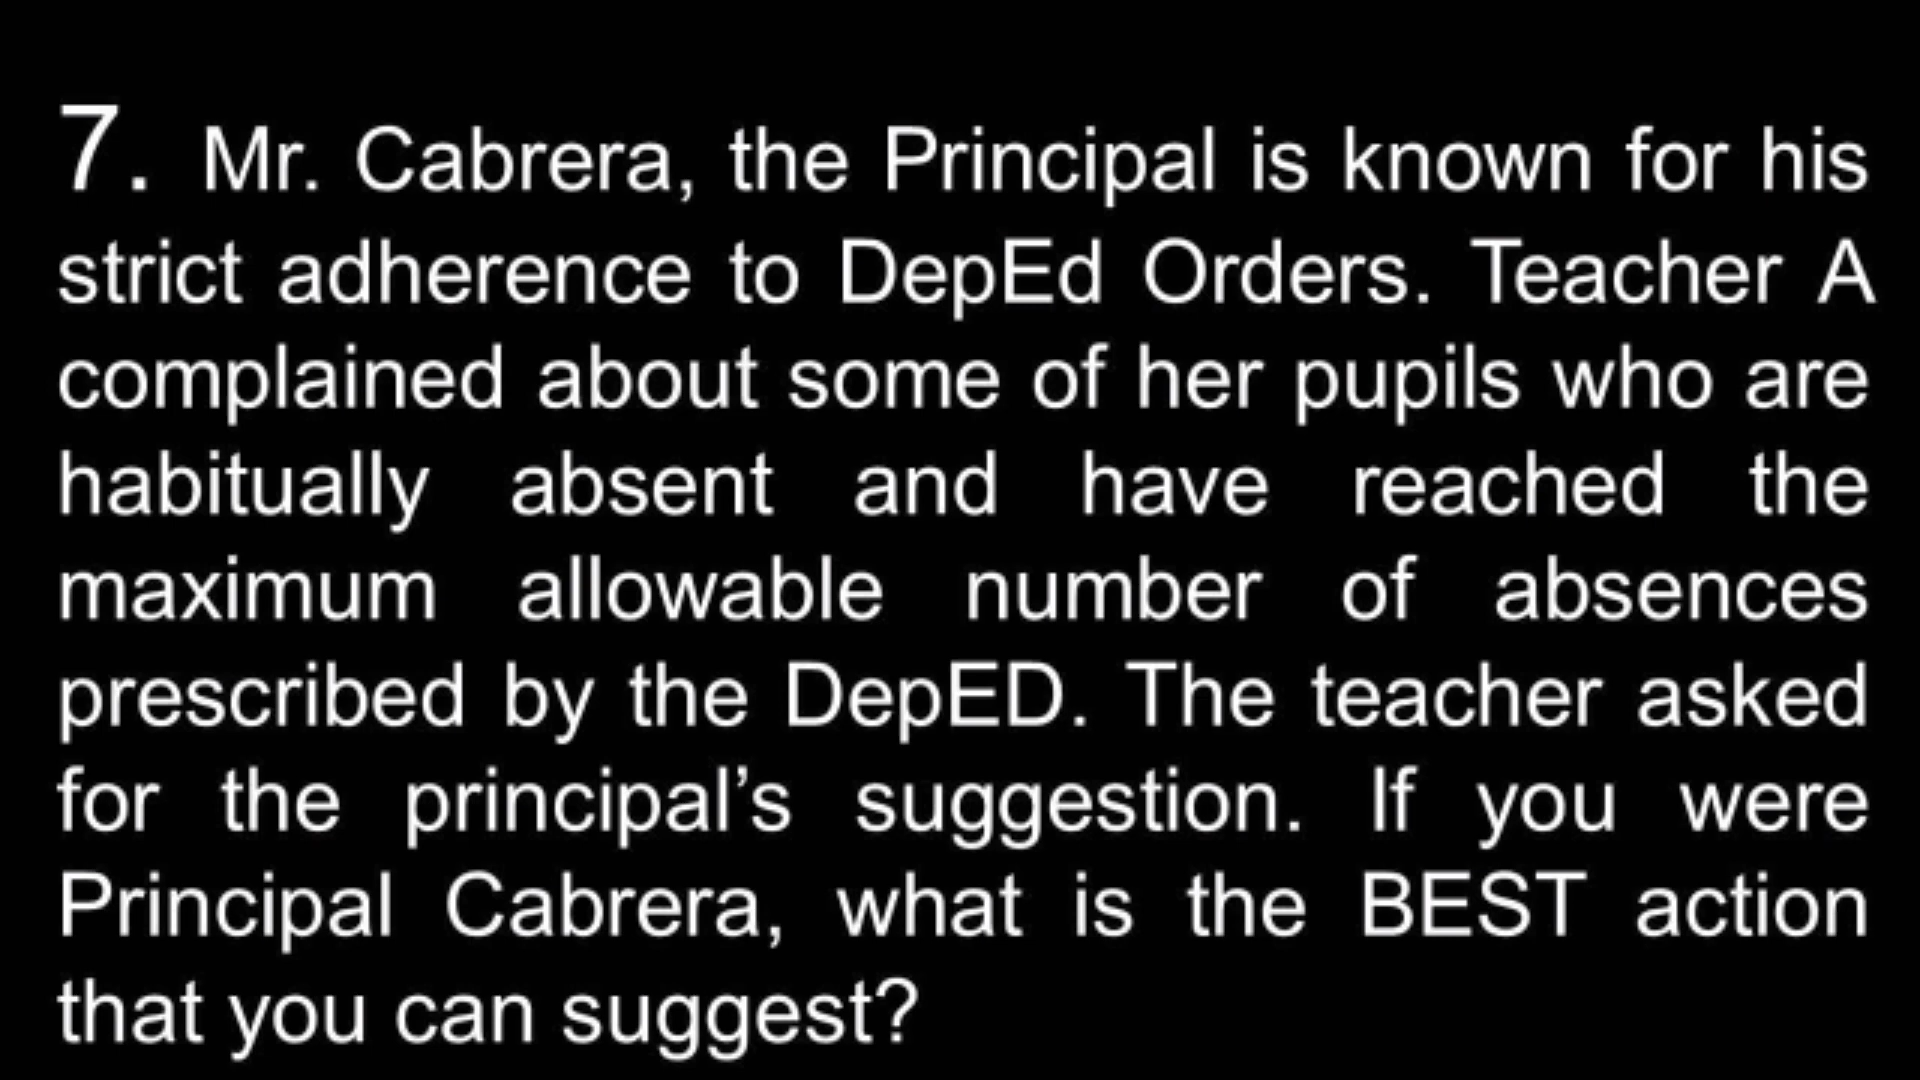 7. Mr. Cabrera, the Principal is known for his
strict adherence to DepEd Orders. Teacher A
complained about some of her pupils who are
habitually absent and have reached the
maximum allowable number of absences
prescribed by the DepED. The teacher asked
for the principal’s suggestion. If you were
Principal Cabrera, what is the BEST action
that you can suggest?